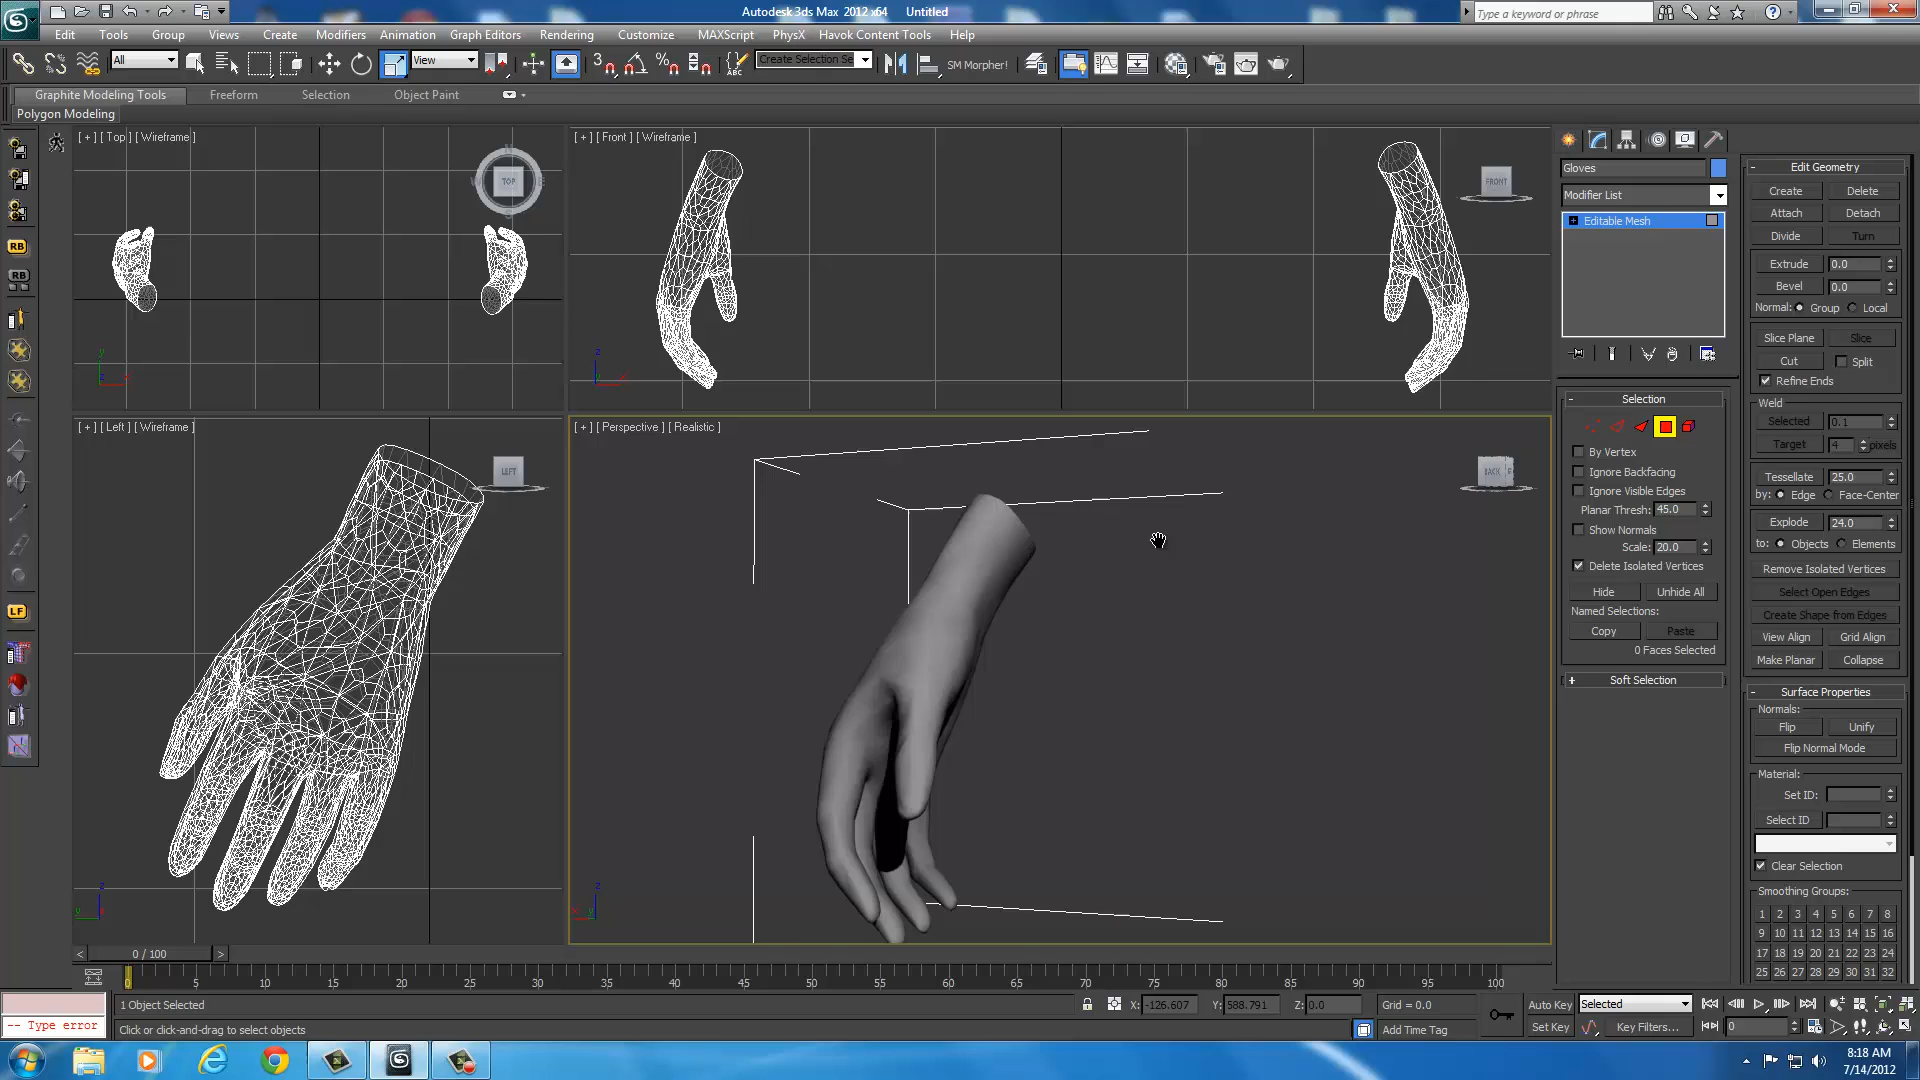 Autodesk 3ds Max 2012 x64 Untitled
Type a keyword or phrase
Edit Tools Group Views Create Modifiers Animation Graph Editors Rendering Customize MAXScript PhysX Havok Content Tools Help
All View 3 Create Selection Se SM Morpher!
Graphite Modeling Tools Freeform Selection Object Paint
Polygon Modeling
[ + ] [ Top ] [ Wireframe ]
TOP
[ + ] [ Front ] [ Wireframe ]
FRONT
[ + ] [ Left ] [ Wireframe ]
LEFT
[ + ] [ Perspective ] [ Realistic ]
BACK
RB
RB
LF
Gloves
Modifier List
Editable Mesh
Selection
By Vertex
Ignore Backfacing
Ignore Visible Edges
Planar Thresh: 45.0
Show Normals
Scale: 20.0
Delete Isolated Vertices
Hide Unhide All
Named Selections:
Copy Paste
0 Faces Selected
Soft Selection
Edit Geometry
Create Delete
Attach Detach
Divide Turn
Extrude 0.0
Bevel 0.0
Normal: Group Local
Slice Plane Slice
Cut Split
Refine Ends
Weld
Selected 0.1
Target 4 pixels
Tessellate 25.0
by: Edge Face-Center
Explode 24.0
to: Objects Elements
Remove Isolated Vertices
Select Open Edges
Create Shape from Edges
View Align Grid Align
Make Planar Collapse
Surface Properties
Normals:
Flip Unify
Flip Normal Mode
Material:
Set ID:
Select ID
Clear Selection
Smoothing Groups:
1 2 3 4 5 6 7 8
9 10 11 12 13 14 15 16
17 18 19 20 21 22 23 24
25 26 27 28 29 30 31 32
< 0 / 100 >
0 5 10 15 20 25 30 35 40 45 50 55 60 65 70 75 80 85 90 95 100
1 Object Selected X: -126.607 Y: 588.791 Z: 0.0 Grid = 0.0 Auto Key Selected
-- Type error Click or click-and-drag to select objects Add Time Tag Set Key Key Filters... 0
8:18 AM
7/14/2012